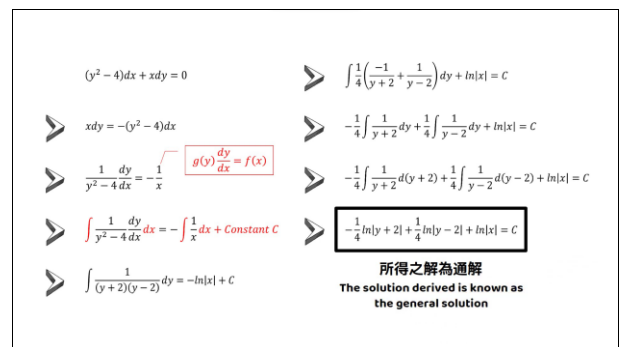 (y² − 4)dx + xdy = 0
xdy = −(y² − 4)dx
1/(y² − 4) dy/dx = −1/x
g(y) dy/dx = f(x)
∫ 1/(y² − 4) dy/dx dx = −∫ 1/x dx + Constant C
∫ 1/((y + 2)(y − 2)) dy = −ln|x| + C
∫ 1/4 (−1/(y + 2) + 1/(y − 2)) dy + ln|x| = C
−1/4 ∫ 1/(y + 2) dy + 1/4 ∫ 1/(y − 2) dy + ln|x| = C
−1/4 ∫ 1/(y + 2) d(y + 2) + 1/4 ∫ 1/(y − 2) d(y − 2) + ln|x| = C
−1/4 ln|y + 2| + 1/4 ln|y − 2| + ln|x| = C
所得之解為通解
The solution derived is known as
the general solution